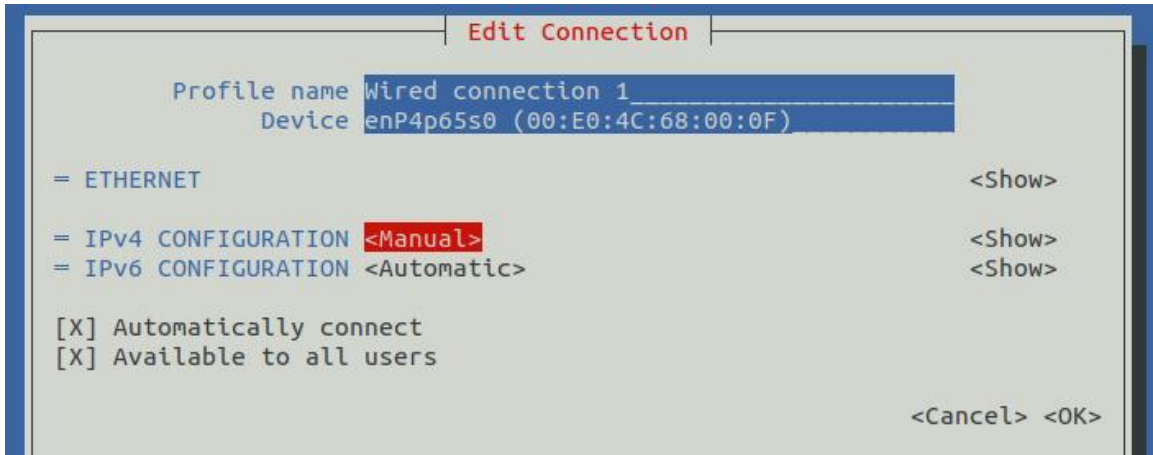 Edit Connection
Profile name Wired connection 1
Device enP4p65s0 (00:E0:4C:68:00:0F)
= ETHERNET <Show>
= IPv4 CONFIGURATION <Manual> <Show>
= IPv6 CONFIGURATION <Automatic> <Show>
[X] Automatically connect
[X] Available to all users
<Cancel> <OK>